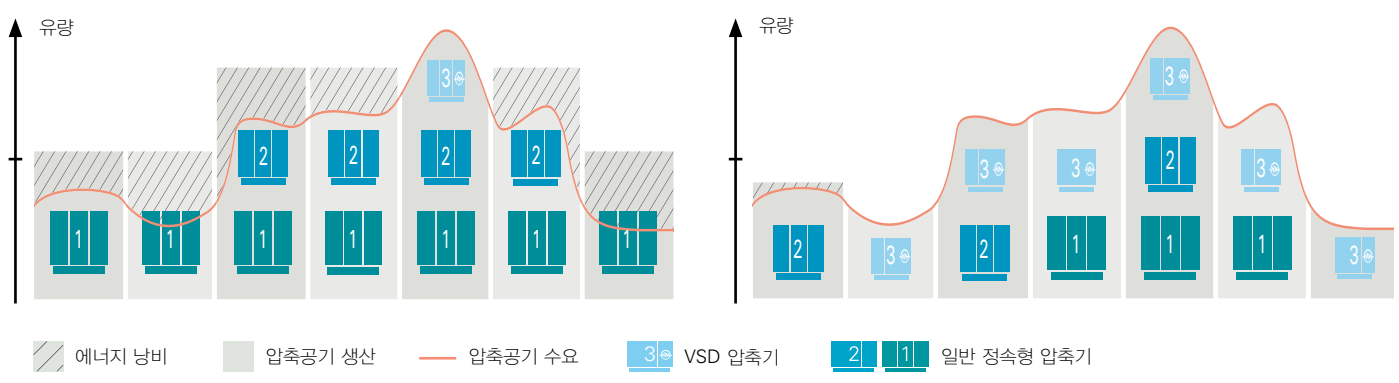 유량
3
2 2 2 2
1 1 1 1 1 1 1
유량
3
3 3 2 3
2 3 2 1 1 1 3
에너지 낭비 압축공기 생산 압축공기 수요 3 VSD 압축기 2 1 일반 정속형 압축기